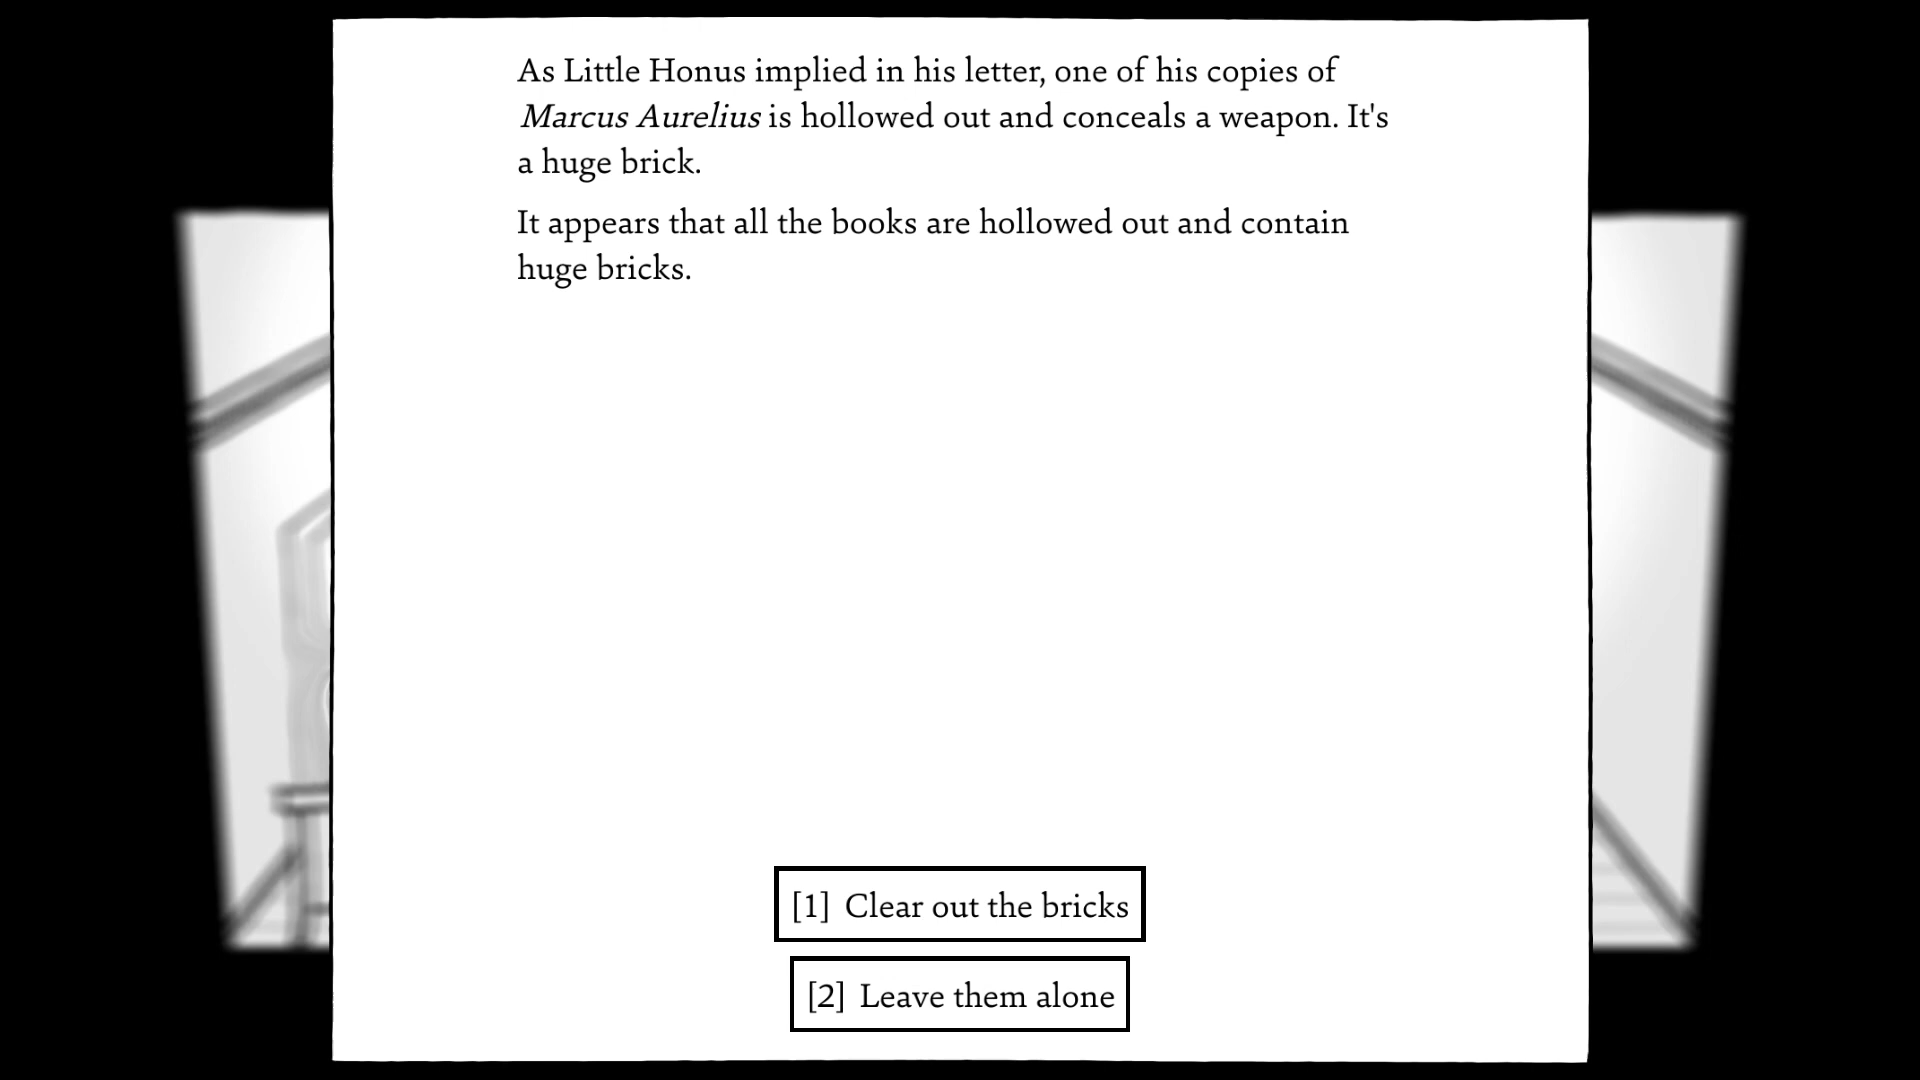 As Little Honus implied in his letter, one of his copies of
Marcus Aurelius is hollowed out and conceals a weapon. It's
a huge brick.
It appears that all the books are hollowed out and contain
huge bricks.
[1] Clear out the bricks
[2] Leave them alone